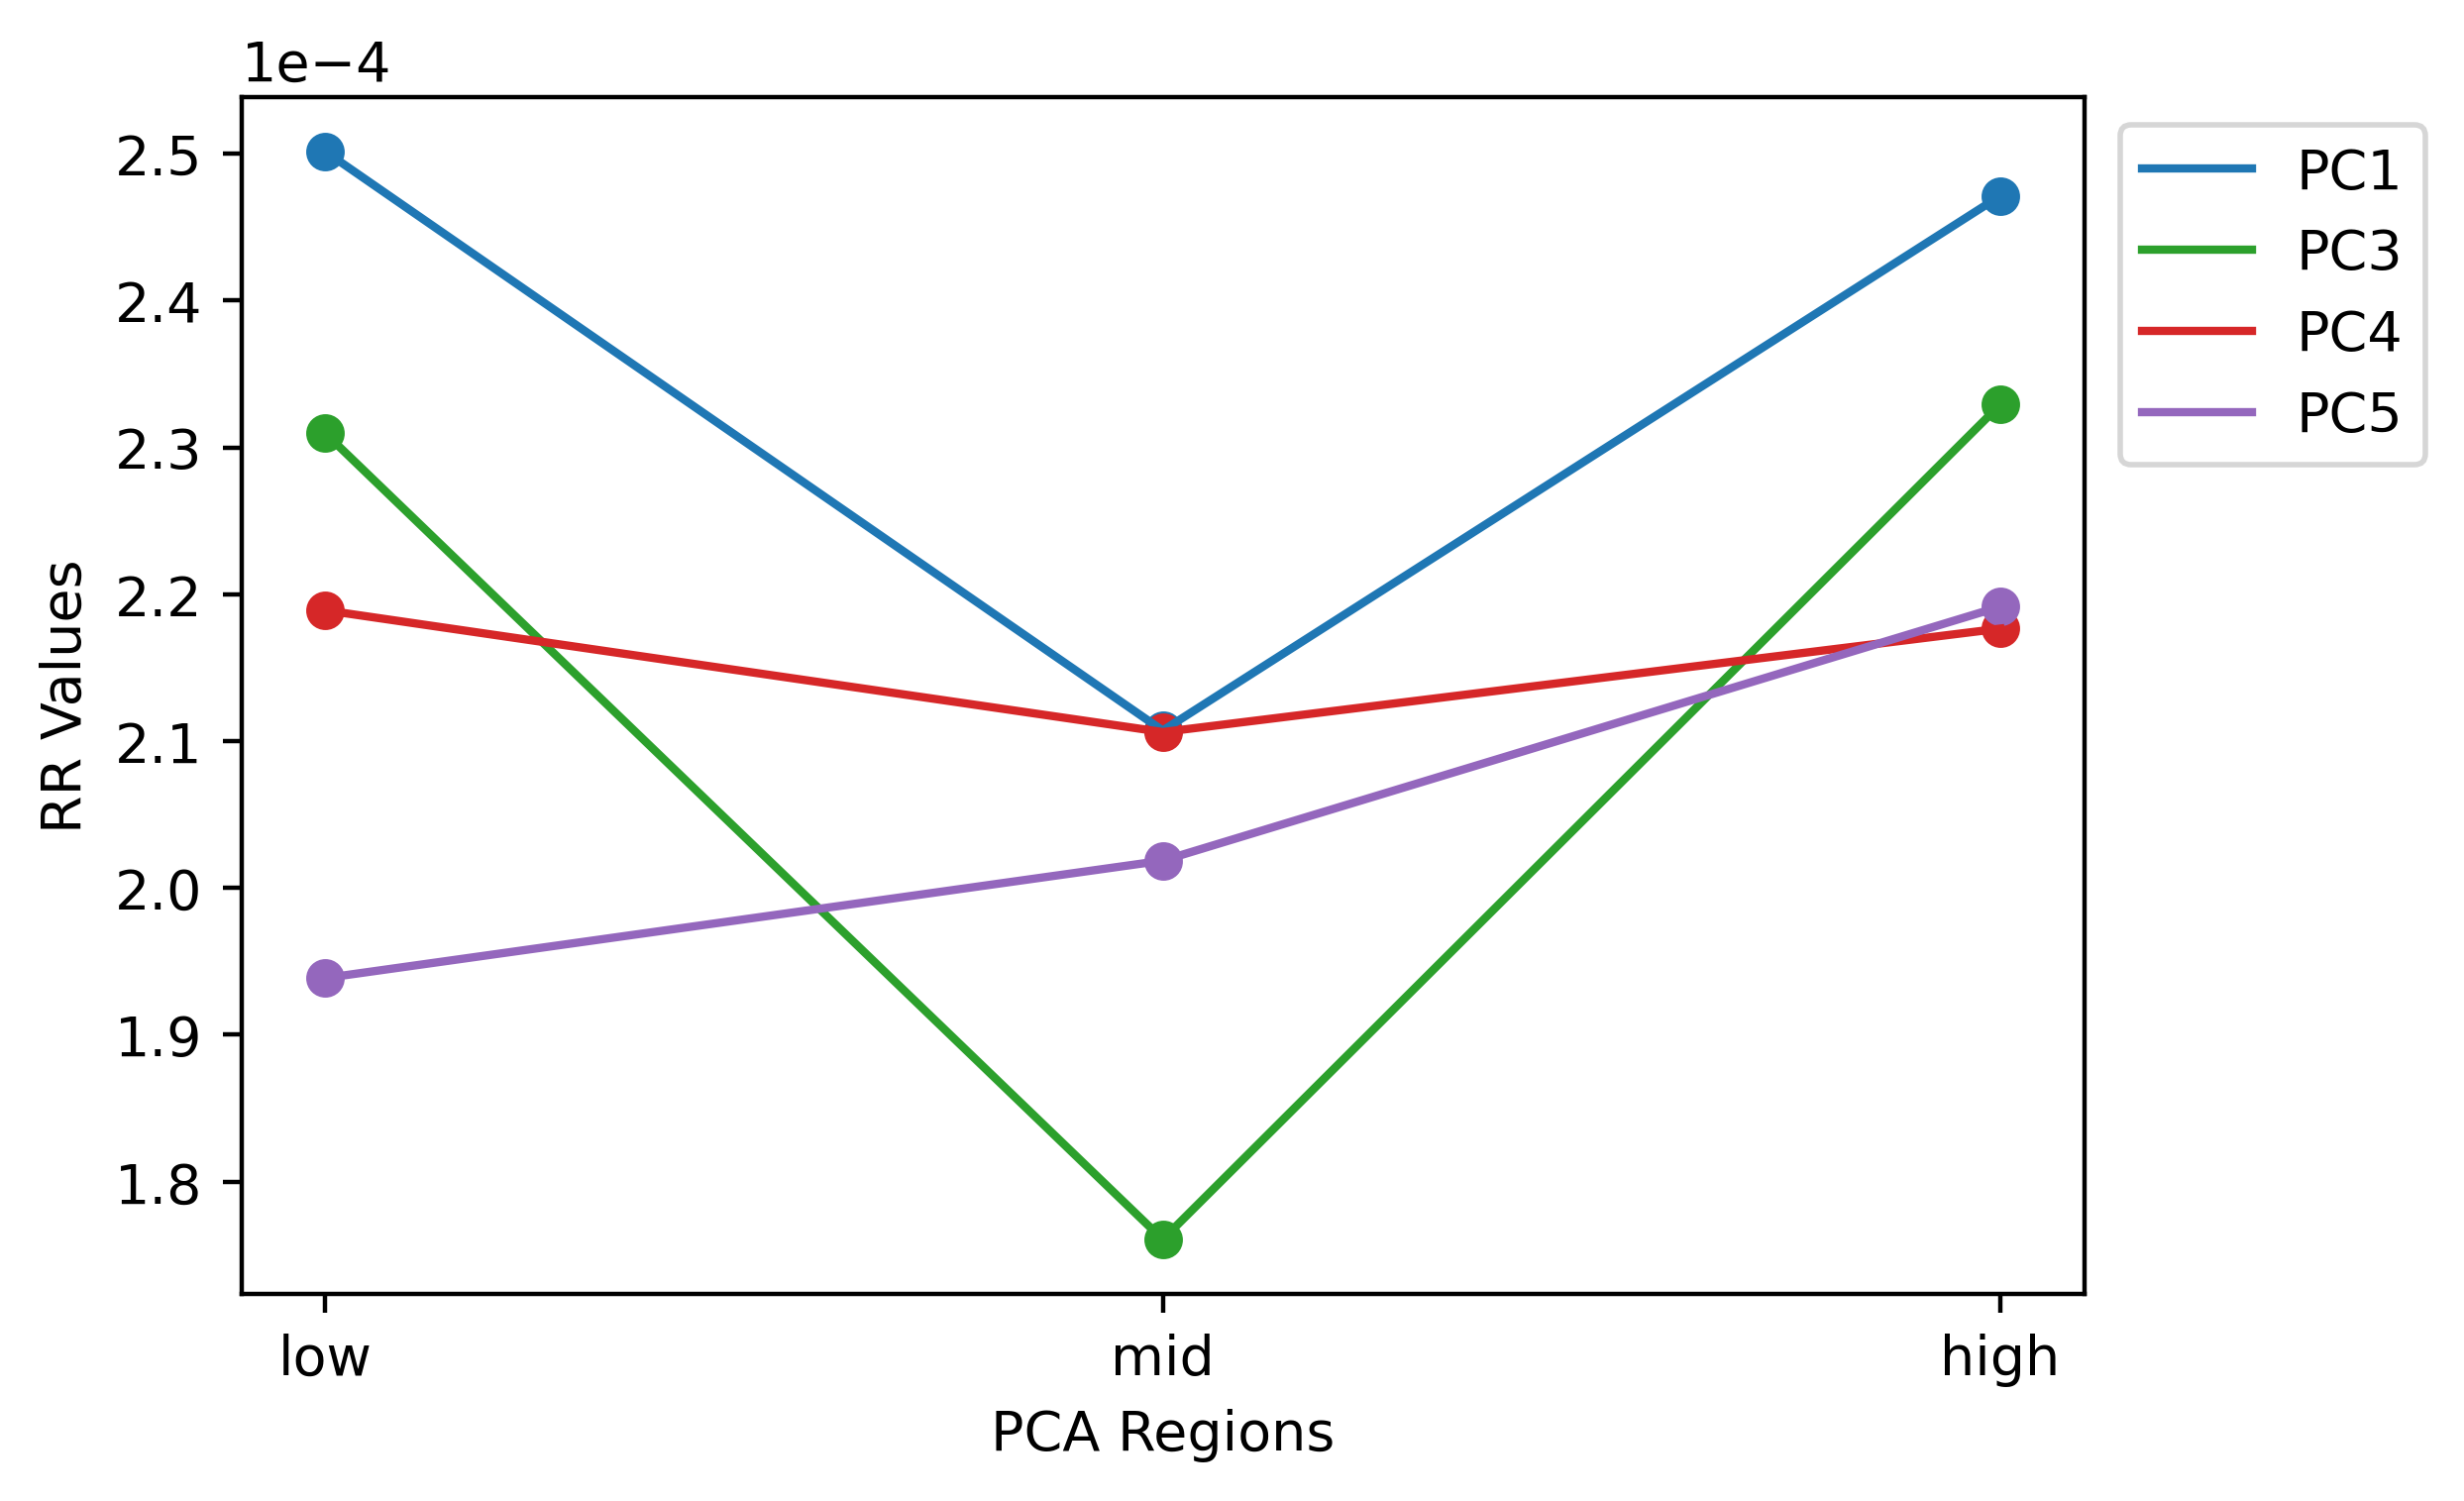 1e−4
2.5
2.4
2.3
2.2
2.1
2.0
1.9
1.8
RR Values
low mid high
PCA Regions
PC1
PC3
PC4
PC5